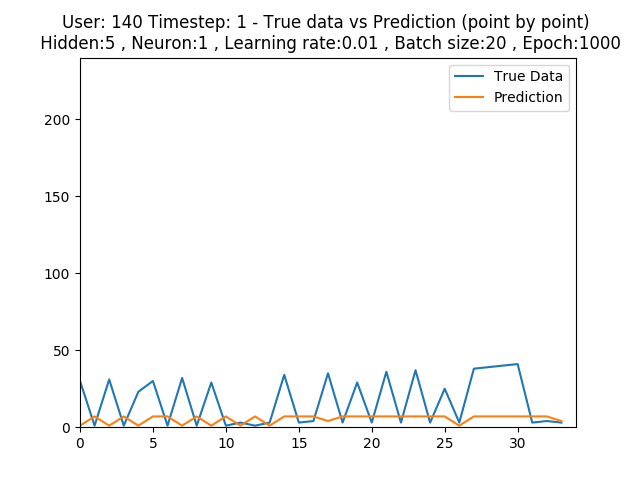 User: 140 Timestep: 1 - True data vs Prediction (point by point)
Hidden:5 , Neuron:1 , Learning rate:0.01 , Batch size:20 , Epoch:1000
True Data
Prediction
200
150
100
50
0
0 5 10 15 20 25 30